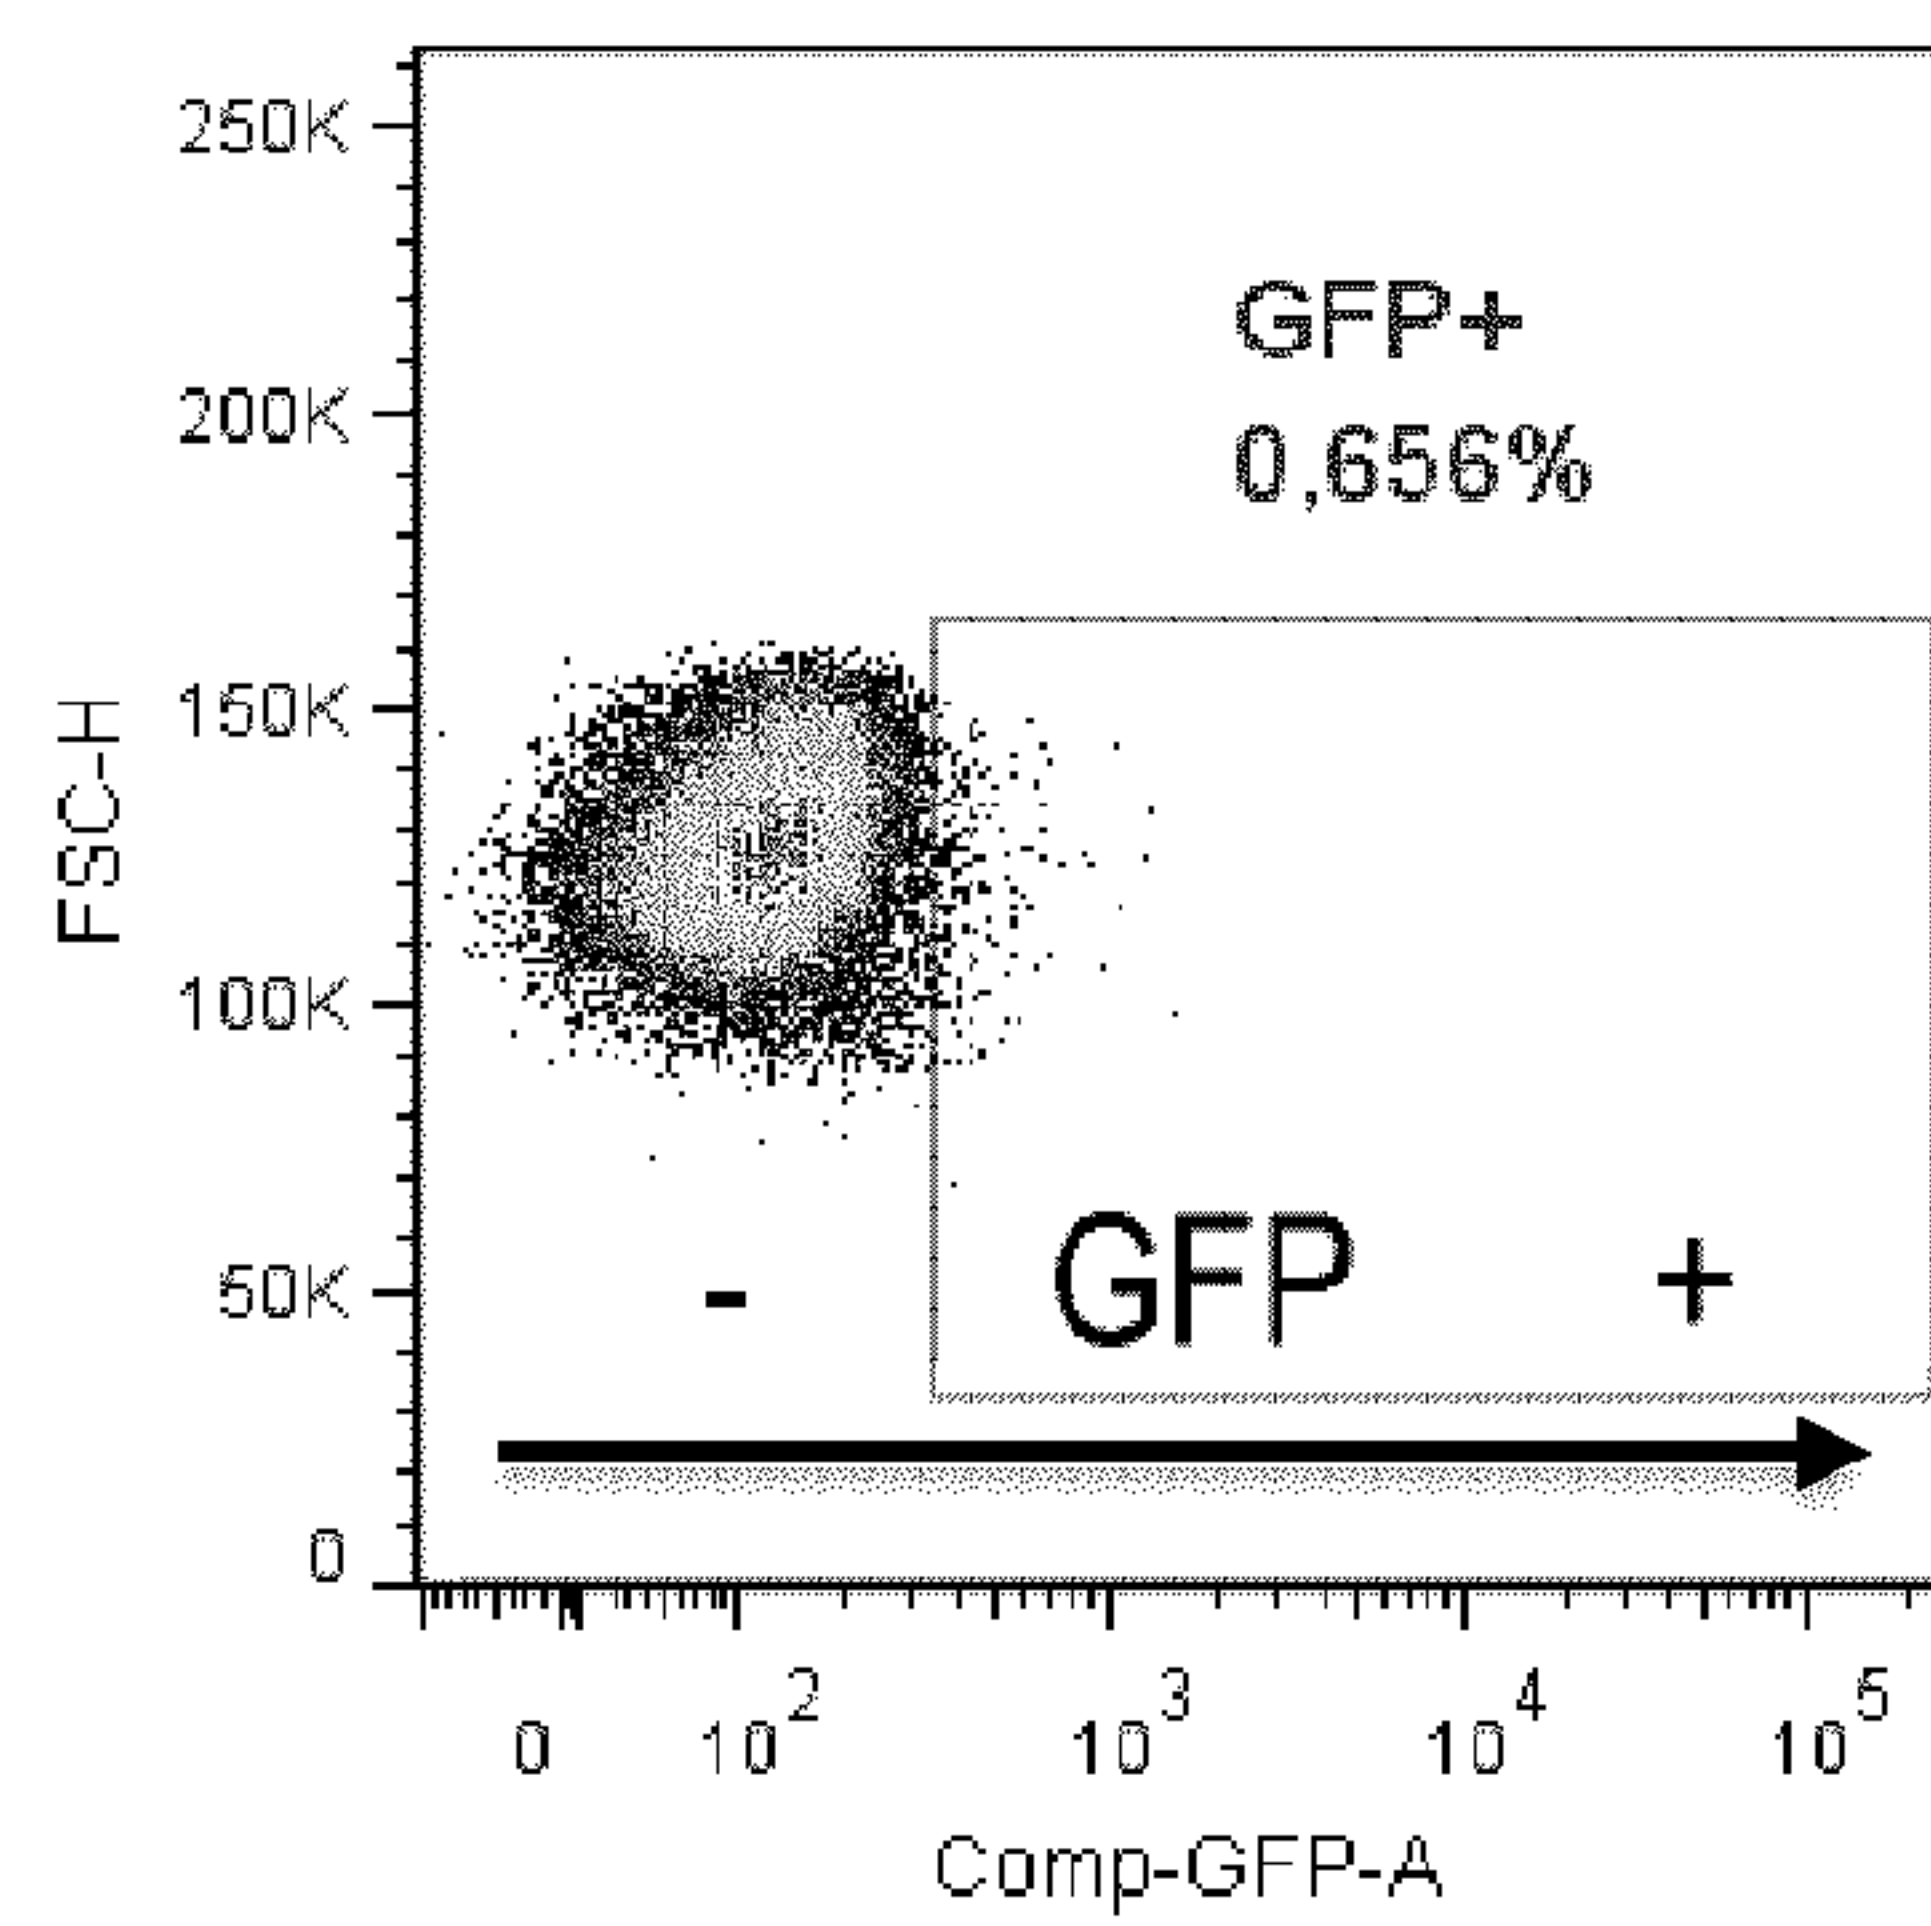 250K
200K
150K
100K
50K
0
FSC-H
GFP+
0,656%
- GFP +
0 10^2 10^3 10^4 10^5
Comp-GFP-A